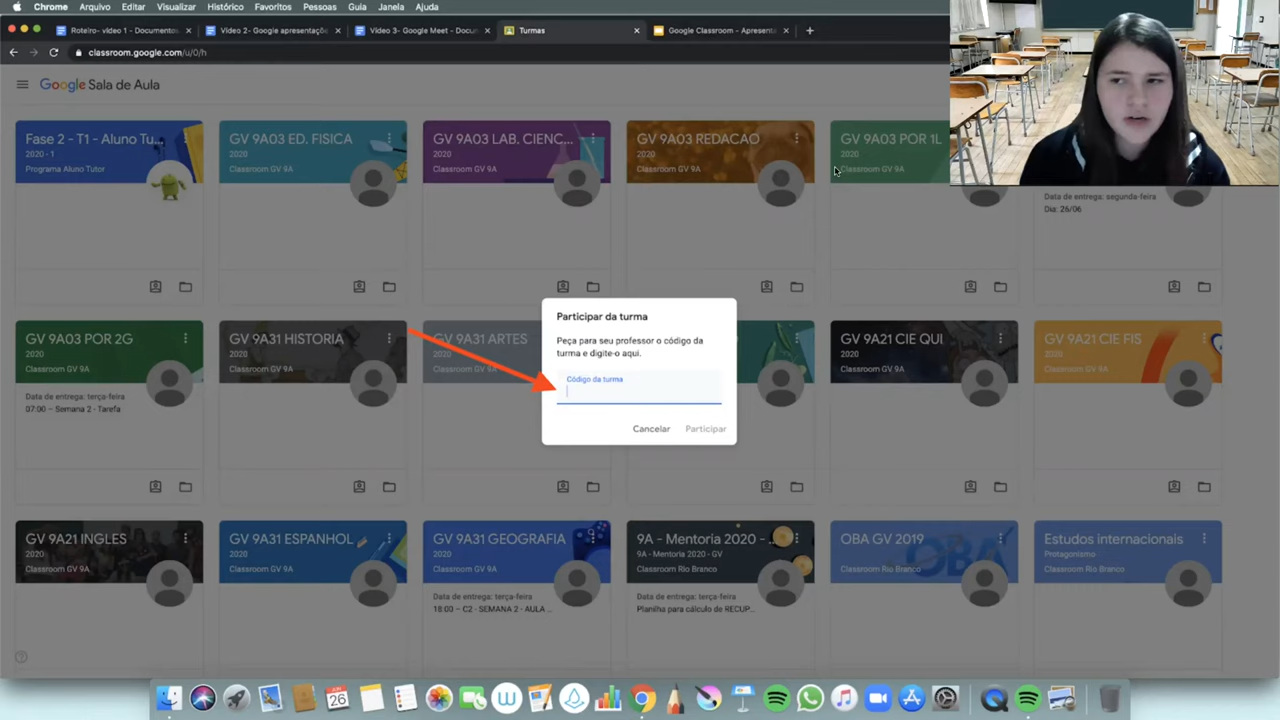 Chrome Arquivo Editar Visualizar Histórico Favoritos Pessoas Guia Janela Ajuda
Roteiro- vídeo 1 - Documentos
Vídeo 2- Google apresentaçõe
Vídeo 3- Google Meet - Docum
Turmas
Google Classroom - Apresenta
classroom.google.com/u/0/h
Google Sala de Aula
Fase 2 - T1 - Aluno Tu...
2020 - 1
Programa Aluno Tutor
GV 9A03 ED. FISICA
2020
Classroom GV 9A
GV 9A03 LAB. CIENC...
2020
Classroom GV 9A
GV 9A03 REDACAO
2020
Classroom GV 9A
GV 9A03 POR 1L
2020
Classroom GV 9A
Data de entrega: segunda-feira
Dia: 26/06
Participar da turma
Peça para seu professor o código da
turma e digite-o aqui.
Código da turma
Cancelar Participar
GV 9A03 POR 2G
2020
Classroom GV 9A
Data de entrega: terça-feira
07:00 – Semana 2 - Tarefa
GV 9A31 HISTORIA
2020
Classroom GV 9A
GV 9A31 ARTES
2020
Classroom GV 9A
GV 9A21 CIE QUI
2020
Classroom GV 9A
GV 9A21 CIE FIS
2020
Classroom GV 9A
GV 9A21 INGLES
2020
Classroom GV 9A
GV 9A31 ESPANHOL
2020
Classroom GV 9A
GV 9A31 GEOGRAFIA
2020
Classroom GV 9A
Data de entrega: terça-feira
18:00 – C2 - SEMANA 2 - AULA ...
9A - Mentoria 2020 - ...
9A - Mentoria 2020 - GV
Classroom Rio Branco
Data de entrega: terça-feira
Planilha para cálculo de RECUP...
OBA GV 2019
OBA
Classroom Rio Branco
Estudos internacionais
Protagonismo
Classroom Rio Branco
26